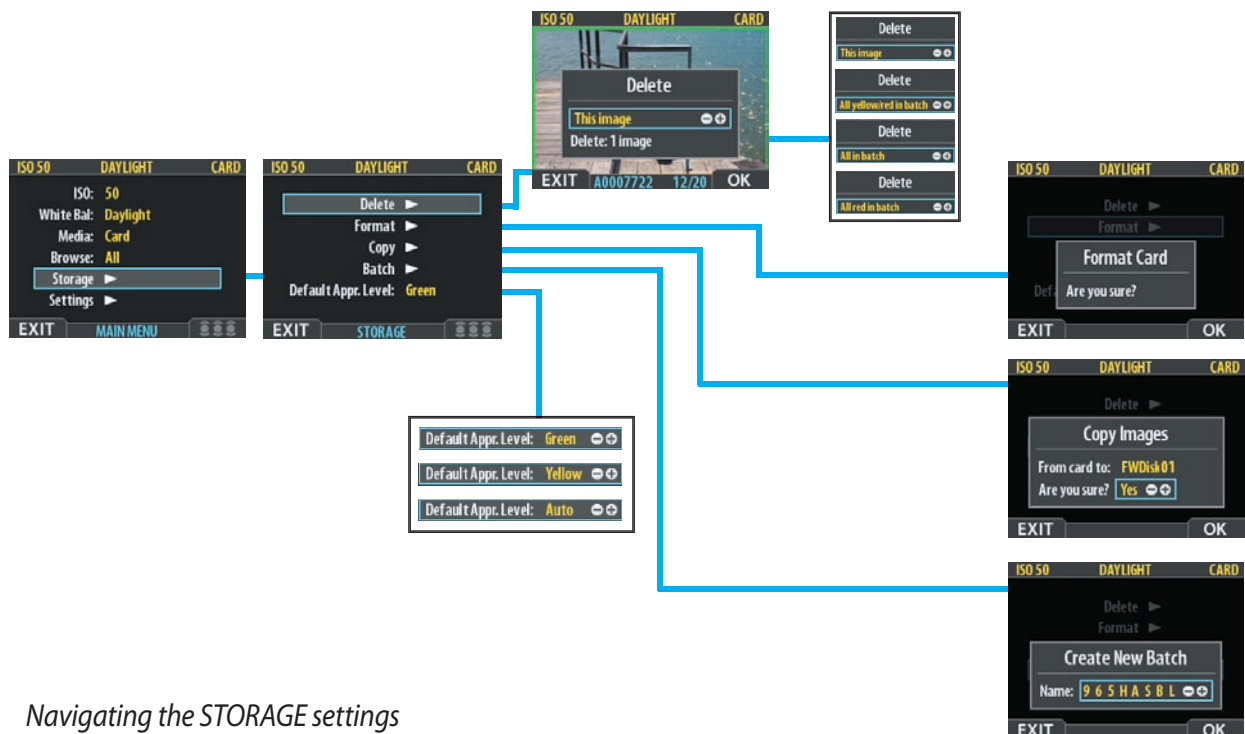 ISO 50 DAYLIGHT CARD
Delete
This image
Delete: 1 image
EXIT A0007722 12/20 OK
Delete
This image
Delete
All yellow/red in batch
Delete
All in batch
Delete
All red in batch
ISO 50 DAYLIGHT CARD
ISO: 50
White Bal: Daylight
Media: Card
Browse: All
Storage
Settings
EXIT MAIN MENU
ISO 50 DAYLIGHT CARD
Delete
Format
Copy
Batch
Default Appr. Level: Green
EXIT STORAGE
ISO 50 DAYLIGHT CARD
Delete
Format
Format Card
Defa
Are you sure?
EXIT OK
ISO 50 DAYLIGHT CARD
Delete
Copy Images
From card to: FWDisk01
Are you sure? Yes
EXIT OK
Default Appr. Level: Green
Default Appr. Level: Yellow
Default Appr. Level: Auto
ISO 50 DAYLIGHT CARD
Delete
Format
Create New Batch
Name: 9 6 5 H A S B L
EXIT OK
Navigating the STORAGE settings